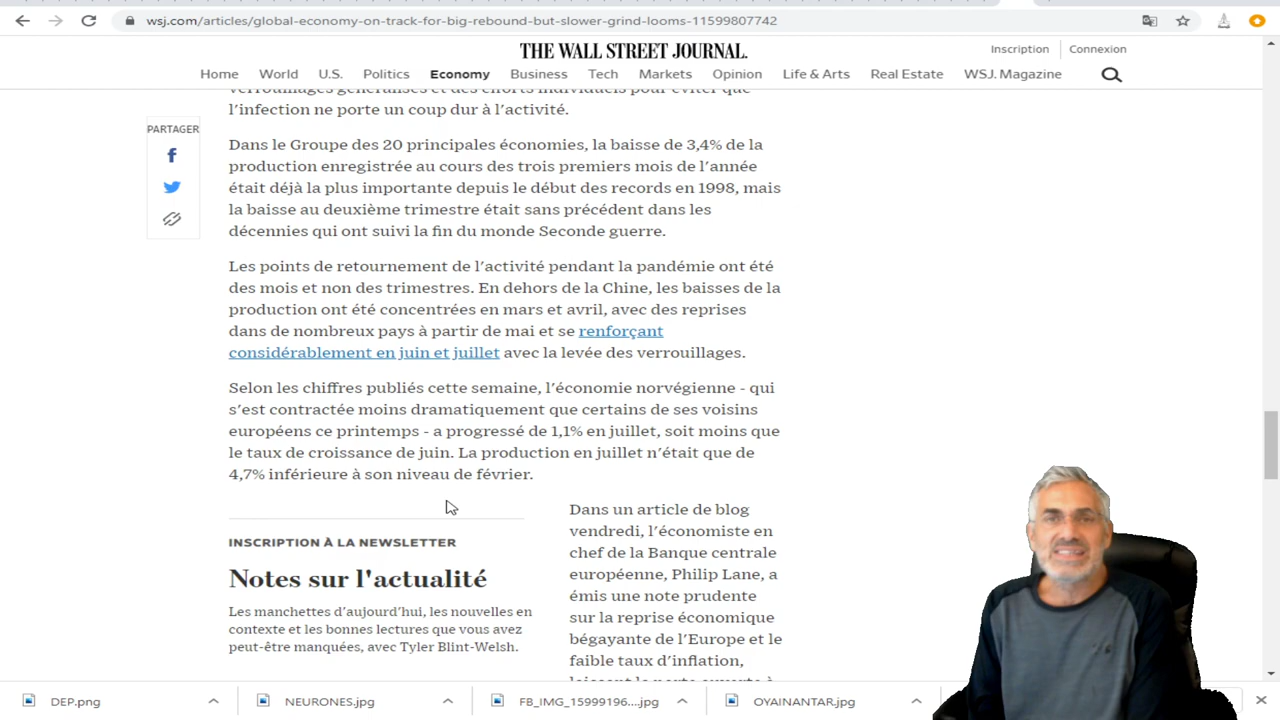 wsj.com/articles/global-economy-on-track-for-big-rebound-but-slower-grind-looms-11599807742
THE WALL STREET JOURNAL.
Inscription
Connexion
Home World U.S. Politics Economy Business Tech Markets Opinion Life & Arts Real Estate WSJ. Magazine
verrouillages généralisés et des efforts individuels pour éviter que
l'infection ne porte un coup dur à l'activité.
PARTAGER
Dans le Groupe des 20 principales économies, la baisse de 3,4% de la
production enregistrée au cours des trois premiers mois de l'année
était déjà la plus importante depuis le début des records en 1998, mais
la baisse au deuxième trimestre était sans précédent dans les
décennies qui ont suivi la fin du monde Seconde guerre.
Les points de retournement de l'activité pendant la pandémie ont été
des mois et non des trimestres. En dehors de la Chine, les baisses de la
production ont été concentrées en mars et avril, avec des reprises
dans de nombreux pays à partir de mai et se renforçant
considérablement en juin et juillet avec la levée des verrouillages.
Selon les chiffres publiés cette semaine, l'économie norvégienne - qui
s'est contractée moins dramatiquement que certains de ses voisins
européens ce printemps - a progressé de 1,1% en juillet, soit moins que
le taux de croissance de juin. La production en juillet n'était que de
4,7% inférieure à son niveau de février.
INSCRIPTION À LA NEWSLETTER
Notes sur l'actualité
Les manchettes d'aujourd'hui, les nouvelles en
contexte et les bonnes lectures que vous avez
peut-être manquées, avec Tyler Blint-Welsh.
Dans un article de blog
vendredi, l'économiste en
chef de la Banque centrale
européenne, Philip Lane, a
émis une note prudente
sur la reprise économique
bégayante de l'Europe et le
faible taux d'inflation,
DEP.png
NEURONES.jpg
FB_IMG_15999196....jpg
OYAINANTAR.jpg